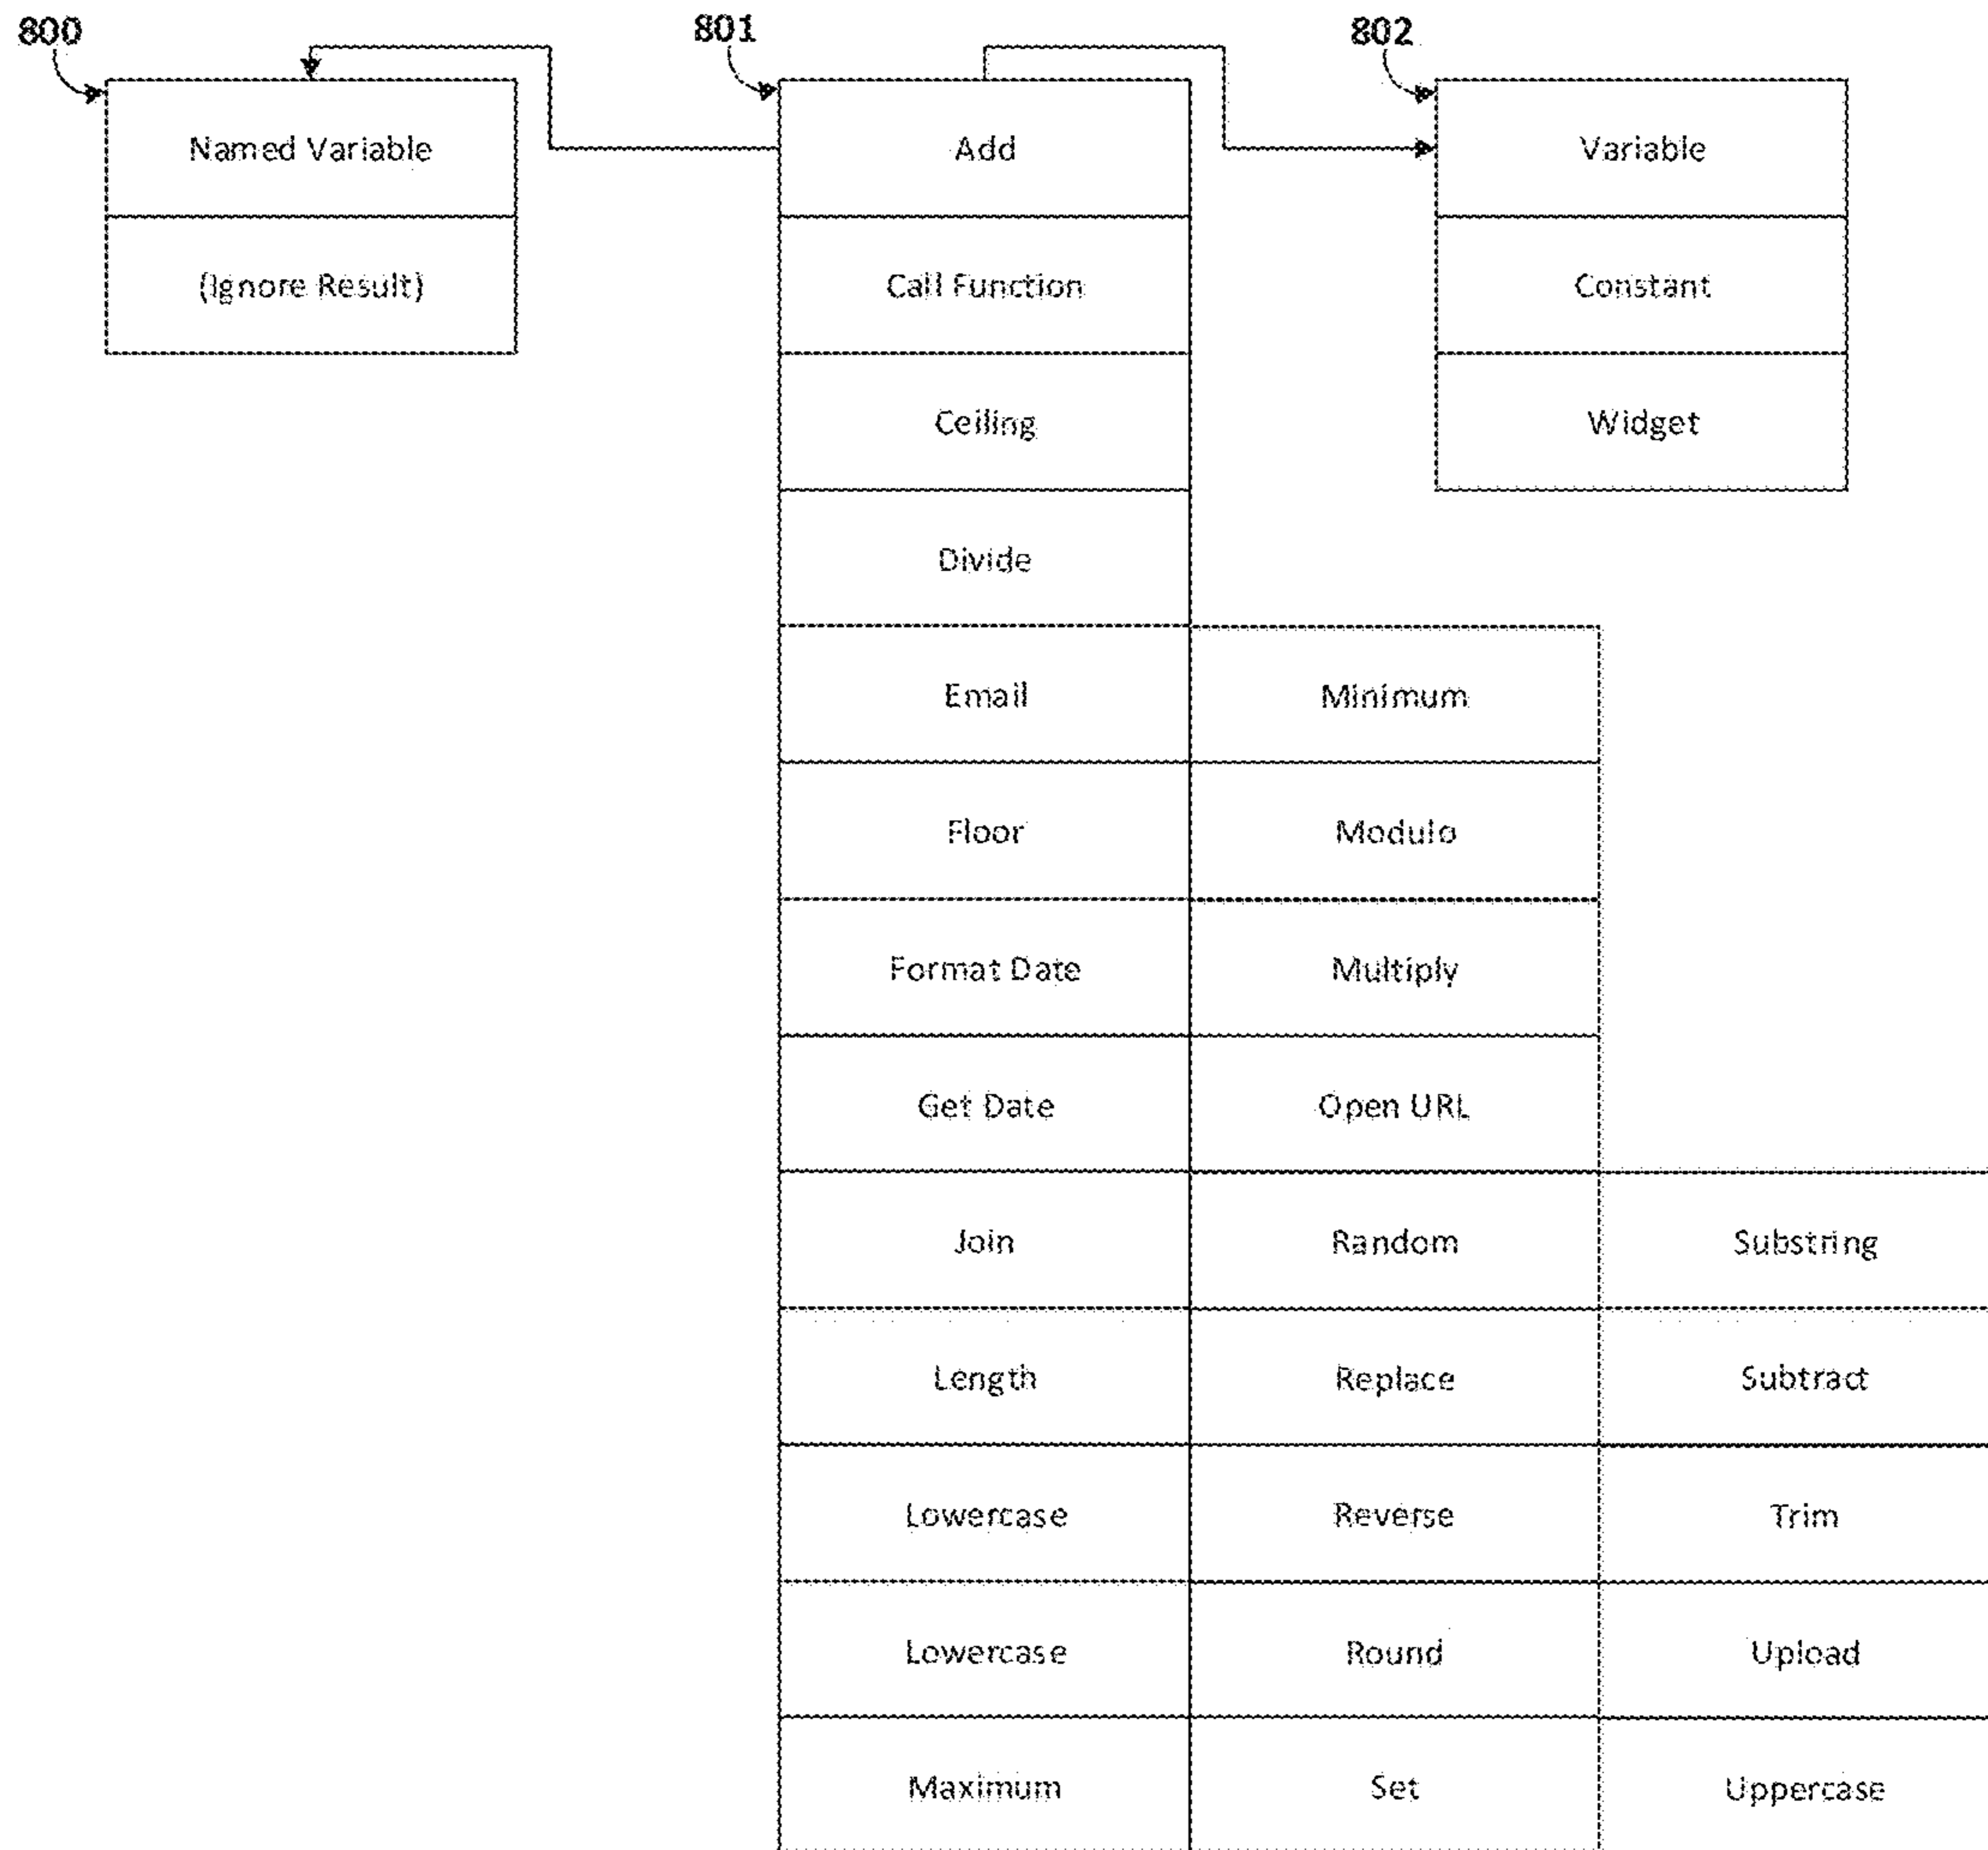 800
801
802
Named Variable
Add
Variable
(Ignore Result)
Call Function
Constant
Ceiling
Widget
Divide
Email
Minimum
Floor
Modulo
Format Date
Multiply
Get Date
Open URL
Join
Random
Substring
Length
Replace
Subtract
Lowercase
Reverse
Trim
Lowercase
Round
Upload
Maximum
Set
Uppercase